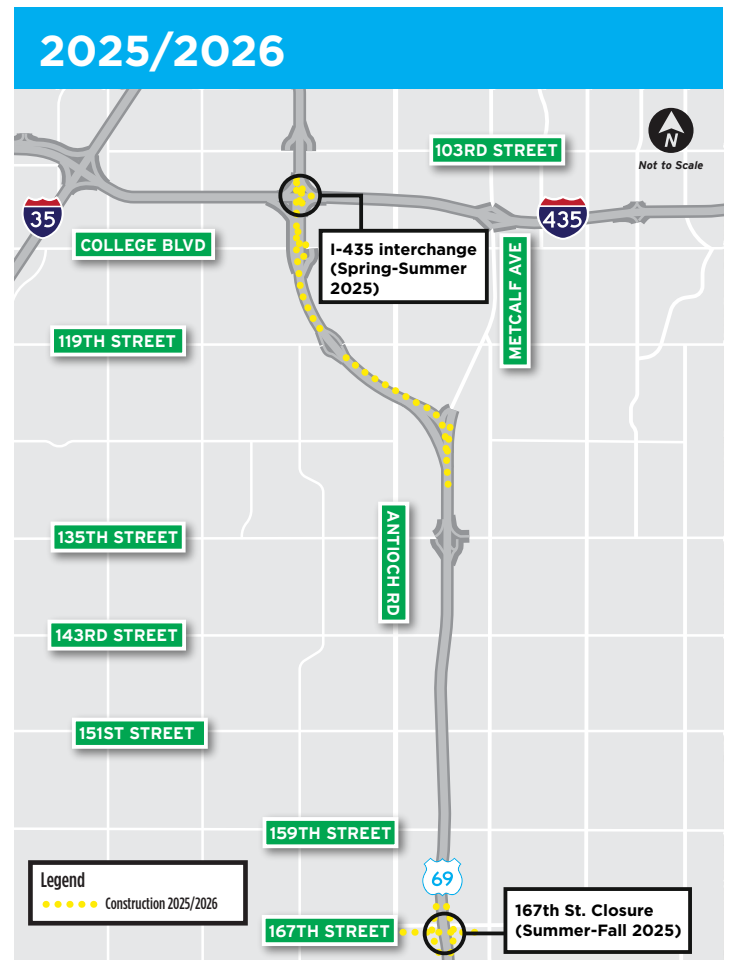 2025/2026
N
Not to Scale
103RD STREET
35
435
COLLEGE BLVD
I-435 interchange
(Spring-Summer
2025)
METCALF AVE
119TH STREET
ANTIOCH RD
135TH STREET
143RD STREET
151ST STREET
159TH STREET
69
Legend
Construction 2025/2026
167TH STREET
167th St. Closure
(Summer-Fall 2025)